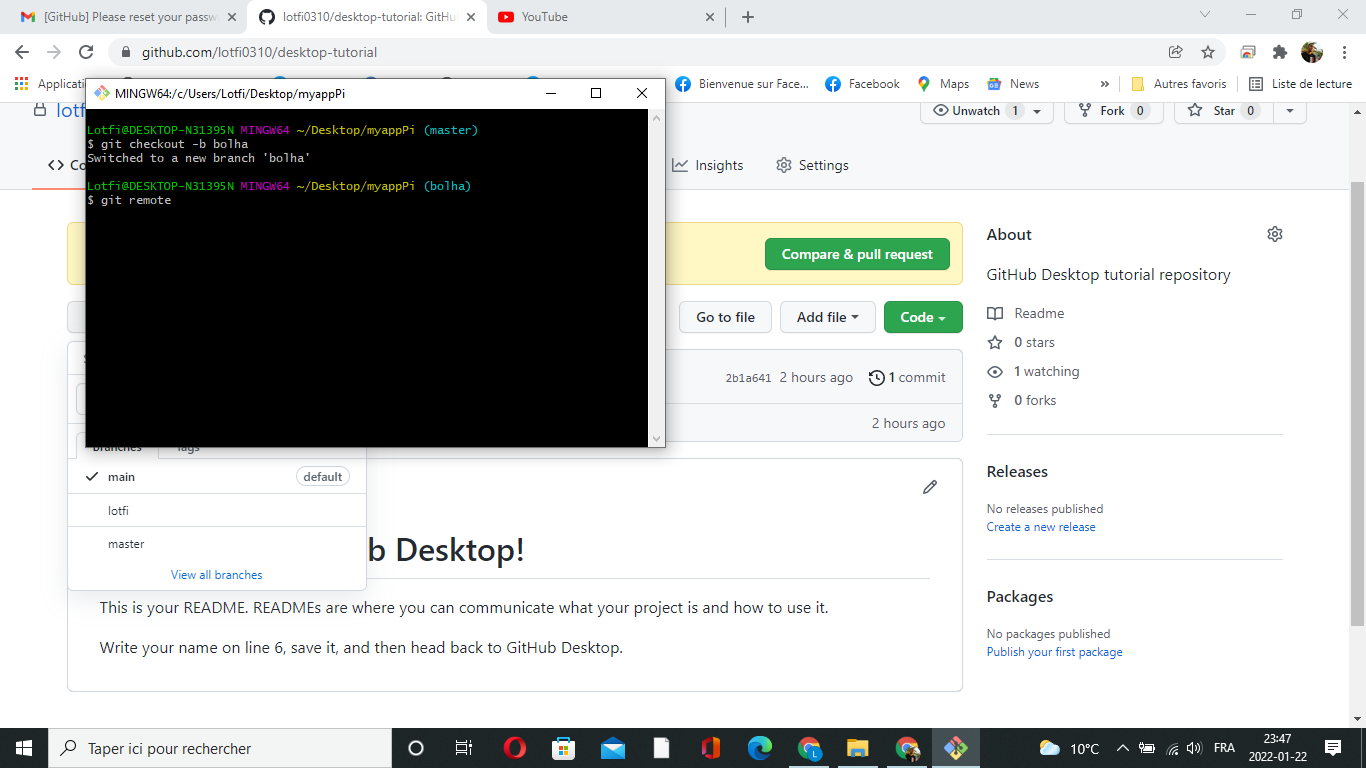 [GitHub] Please reset your passw
lotfi0310/desktop-tutorial: GitHu
YouTube
github.com/lotfi0310/desktop-tutorial
Applicati
Bienvenue sur Face...
Facebook
Maps
News
»
Autres favoris
Liste de lecture
MINGW64:/c/Users/Lotfi/Desktop/myappPi
Lotfi@DESKTOP-N31395N MINGW64 ~/Desktop/myappPi (master)
$ git checkout -b bolha
Switched to a new branch 'bolha'
Lotfi@DESKTOP-N31395N MINGW64 ~/Desktop/myappPi (bolha)
$ git remote
lotf
Unwatch 1
Fork 0
Star 0
<> Co
Insights
Settings
Compare & pull request
Go to file
Add file
Code
2b1a641 2 hours ago 1 commit
2 hours ago
Branches
Tags
main default
lotfi
master
View all branches
b Desktop!
This is your README. READMEs are where you can communicate what your project is and how to use it.
Write your name on line 6, save it, and then head back to GitHub Desktop.
About
GitHub Desktop tutorial repository
Readme
0 stars
1 watching
0 forks
Releases
No releases published
Create a new release
Packages
No packages published
Publish your first package
Taper ici pour rechercher
L
10°C
FRA
23:47
2022-01-22